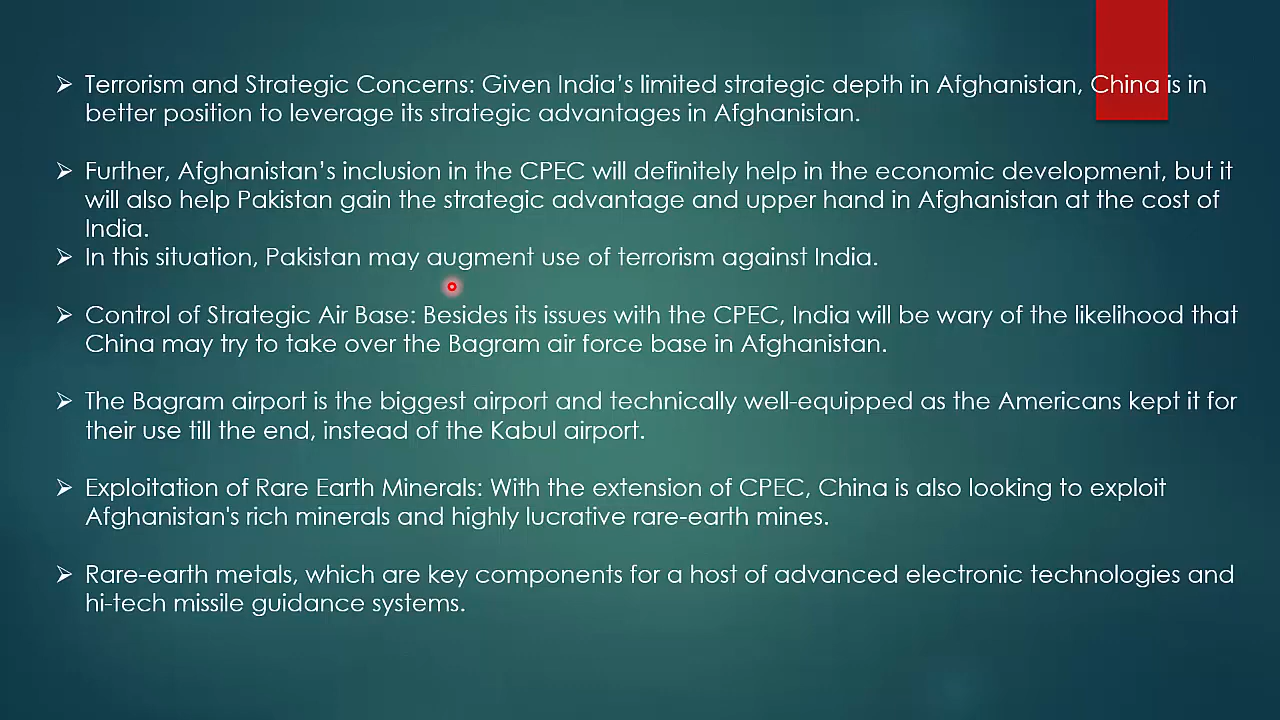 ➢ Terrorism and Strategic Concerns: Given India’s limited strategic depth in Afghanistan, China is in
better position to leverage its strategic advantages in Afghanistan.
➢ Further, Afghanistan’s inclusion in the CPEC will definitely help in the economic development, but it
will also help Pakistan gain the strategic advantage and upper hand in Afghanistan at the cost of
India.
➢ In this situation, Pakistan may augment use of terrorism against India.
➢ Control of Strategic Air Base: Besides its issues with the CPEC, India will be wary of the likelihood that
China may try to take over the Bagram air force base in Afghanistan.
➢ The Bagram airport is the biggest airport and technically well-equipped as the Americans kept it for
their use till the end, instead of the Kabul airport.
➢ Exploitation of Rare Earth Minerals: With the extension of CPEC, China is also looking to exploit
Afghanistan's rich minerals and highly lucrative rare-earth mines.
➢ Rare-earth metals, which are key components for a host of advanced electronic technologies and
hi-tech missile guidance systems.